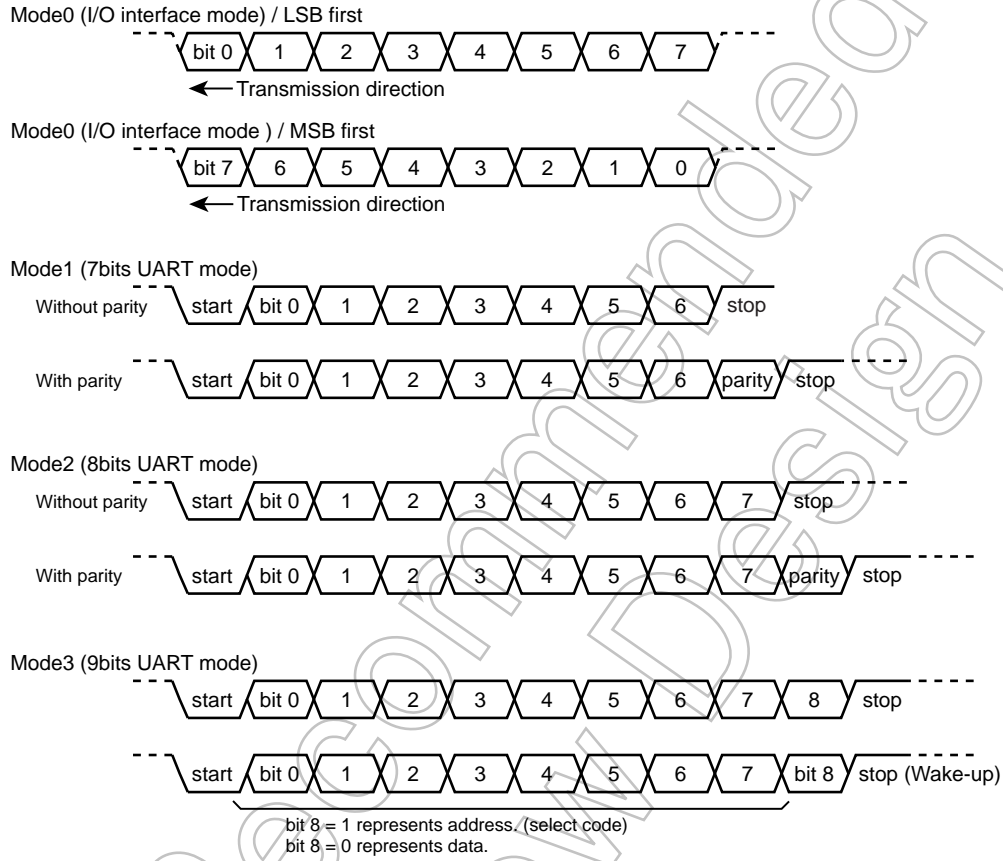 Mode0 (I/O interface mode) / LSB first
bit 0 1 2 3 4 5 6 7
Transmission direction
Mode0 (I/O interface mode ) / MSB first
bit 7 6 5 4 3 2 1 0
Transmission direction
Mode1 (7bits UART mode)
Without parity start bit 0 1 2 3 4 5 6 stop
With parity start bit 0 1 2 3 4 5 6 parity stop
Mode2 (8bits UART mode)
Without parity start bit 0 1 2 3 4 5 6 7 stop
With parity start bit 0 1 2 3 4 5 6 7 parity stop
Mode3 (9bits UART mode)
start bit 0 1 2 3 4 5 6 7 8 stop
start bit 0 1 2 3 4 5 6 7 bit 8 stop (Wake-up)
bit 8 = 1 represents address. (select code)
bit 8 = 0 represents data.